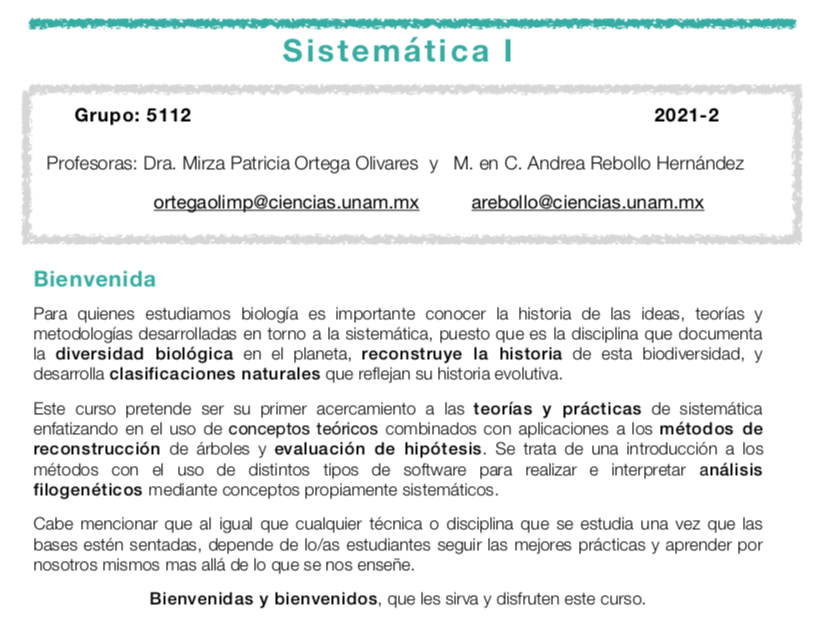 Sistemática I
Grupo: 5112 2021-2
Profesoras: Dra. Mirza Patricia Ortega Olivares y M. en C. Andrea Rebollo Hernández
ortegaolimp@ciencias.unam.mx arebollo@ciencias.unam.mx
Bienvenida
Para quienes estudiamos biología es importante conocer la historia de las ideas, teorías y
metodologías desarrolladas en torno a la sistemática, puesto que es la disciplina que documenta
la diversidad biológica en el planeta, reconstruye la historia de esta biodiversidad, y
desarrolla clasificaciones naturales que reflejan su historia evolutiva.
Este curso pretende ser su primer acercamiento a las teorías y prácticas de sistemática
enfatizando en el uso de conceptos teóricos combinados con aplicaciones a los métodos de
reconstrucción de árboles y evaluación de hipótesis. Se trata de una introducción a los
métodos con el uso de distintos tipos de software para realizar e interpretar análisis
filogenéticos mediante conceptos propiamente sistemáticos.
Cabe mencionar que al igual que cualquier técnica o disciplina que se estudia una vez que las
bases estén sentadas, depende de lo/as estudiantes seguir las mejores prácticas y aprender por
nosotros mismos mas allá de lo que se nos enseñe.
Bienvenidas y bienvenidos, que les sirva y disfruten este curso.